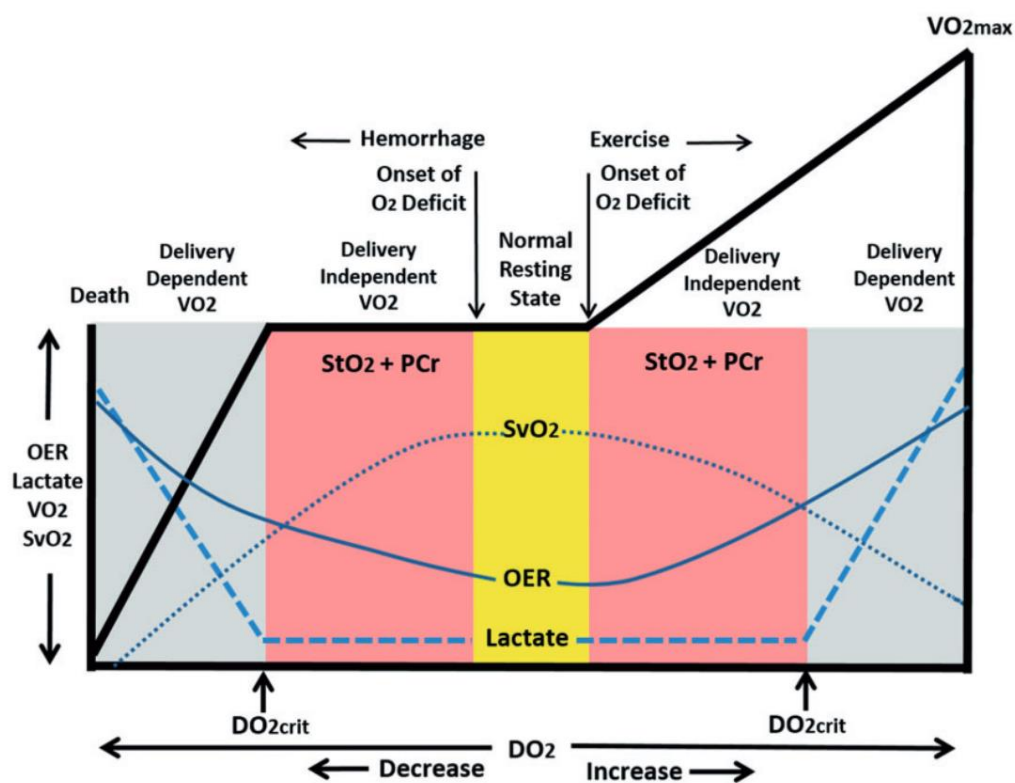 VO2max
Hemorrhage
Exercise
Onset of
O2 Deficit
Onset of
O2 Deficit
Normal
Resting
State
Death
Delivery
Dependent
VO2
Delivery
Independent
VO2
Delivery
Independent
VO2
Delivery
Dependent
VO2
StO2 + PCr
StO2 + PCr
SvO2
OER
Lactate
VO2
SvO2
OER
Lactate
DO2crit
DO2crit
DO2
Decrease
Increase